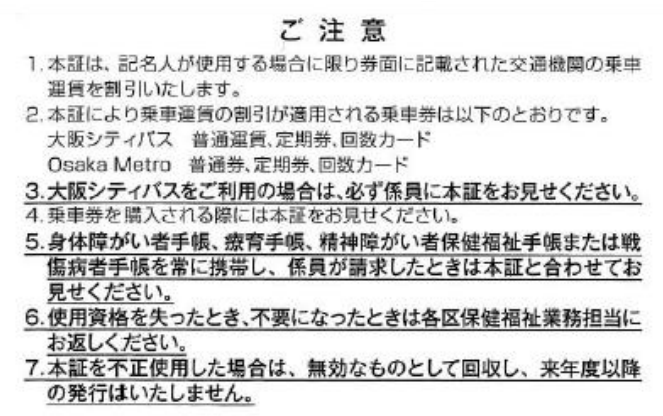 ご注意
1.本証は、記名人が使用する場合に限り券面に記載された交通機関の乗車
運賃を割引いたします。
2.本証により乗車運賃の割引が適用される乗車券は以下のとおりです。
大阪シティバス 普通運賃、定期券、回数カード
Osaka Metro 普通券、定期券、回数カード
3.大阪シティバスをご利用の場合は、必ず係員に本証をお見せください。
4.乗車券を購入される際には本証をお見せください。
5.身体障がい者手帳、療育手帳、精神障がい者保健福祉手帳または戦
傷病者手帳を常に携帯し、係員が請求したときは本証と合わせてお
見せください。
6.使用資格を失ったとき、不要になったときは各区保健福祉業務担当に
お返しください。
7.本証を不正使用した場合は、無効なものとして回収し、来年度以降
の発行はいたしません。